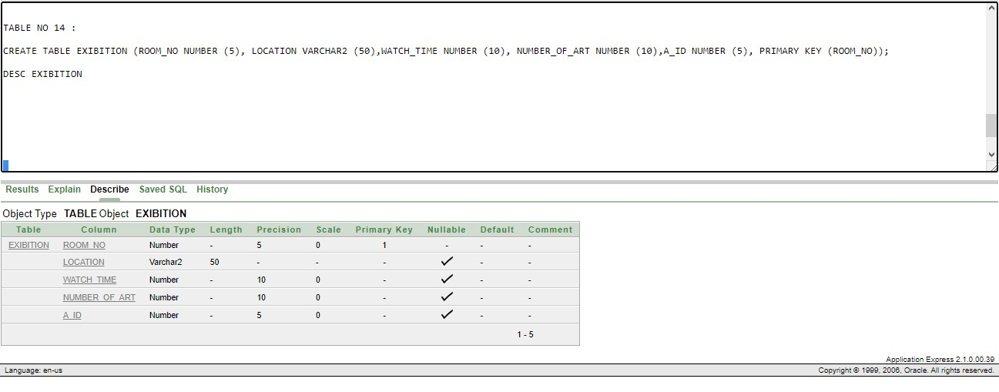 TABLE NO 14 :
CREATE TABLE EXIBITION (ROOM_NO NUMBER (5), LOCATION VARCHAR2 (50),WATCH_TIME NUMBER (10), NUMBER_OF_ART NUMBER (10),A_ID NUMBER (5), PRIMARY KEY (ROOM_NO));
DESC EXIBITION
Results Explain Describe Saved SQL History
Object Type TABLE Object EXIBITION
Table Column Data Type Length Precision Scale Primary Key Nullable Default Comment
EXIBITION ROOM_NO Number - 5 0 1 - - -
LOCATION Varchar2 50 - - - ✓ - -
WATCH_TIME Number - 10 0 - ✓ - -
NUMBER_OF_ART Number - 10 0 - ✓ - -
A_ID Number - 5 0 - ✓ - -
1 - 5
Application Express 2.1.0.00.39
Language: en-us Copyright © 1999, 2006, Oracle. All rights reserved.